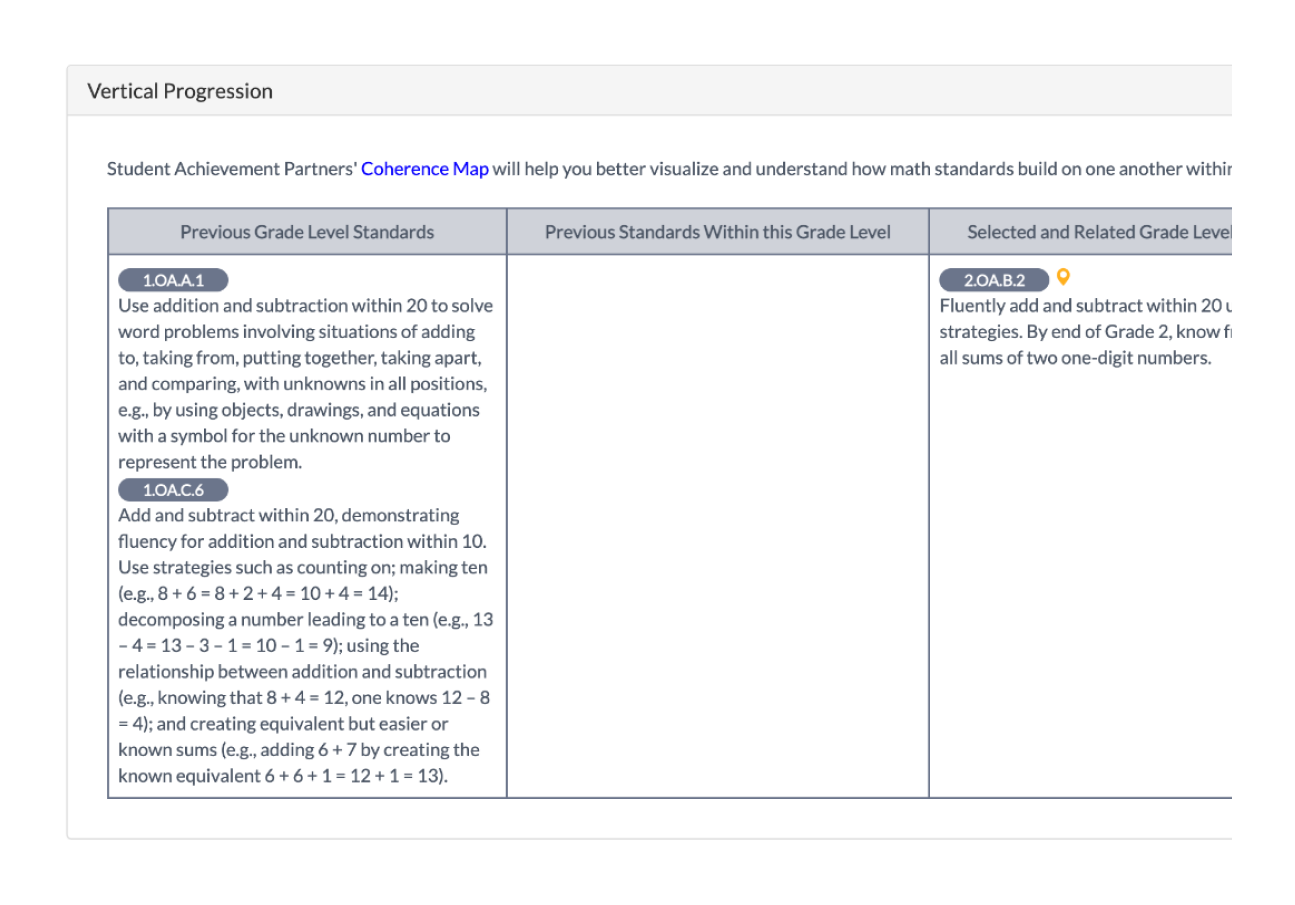 Vertical Progression
Student Achievement Partners' Coherence Map will help you better visualize and understand how math standards build on one another
Previous Grade Level Standards
Previous Standards Within this Grade Level
Selected and Related Grade
1.OA.A.1
Use addition and subtraction within 20 to solve
word problems involving situations of adding
to, taking from, putting together, taking apart,
and comparing, with unknowns in all positions,
e.g., by using objects, drawings, and equations
with a symbol for the unknown number to
represent the problem.
1.OA.C.6
Add and subtract within 20, demonstrating
fluency for addition and subtraction within 10.
Use strategies such as counting on; making ten
(e.g., 8 + 6 = 8 + 2 + 4 = 10 + 4 = 14);
decomposing a number leading to a ten (e.g., 13
– 4 = 13 – 3 – 1 = 10 – 1 = 9); using the
relationship between addition and subtraction
(e.g., knowing that 8 + 4 = 12, one knows 12 – 8
= 4); and creating equivalent but easier or
known sums (e.g., adding 6 + 7 by creating the
known equivalent 6 + 6 + 1 = 12 + 1 = 13).
2.OA.B.2
Fluently add and subtract within 20
strategies. By end of Grade 2, know
all sums of two one-digit numbers.